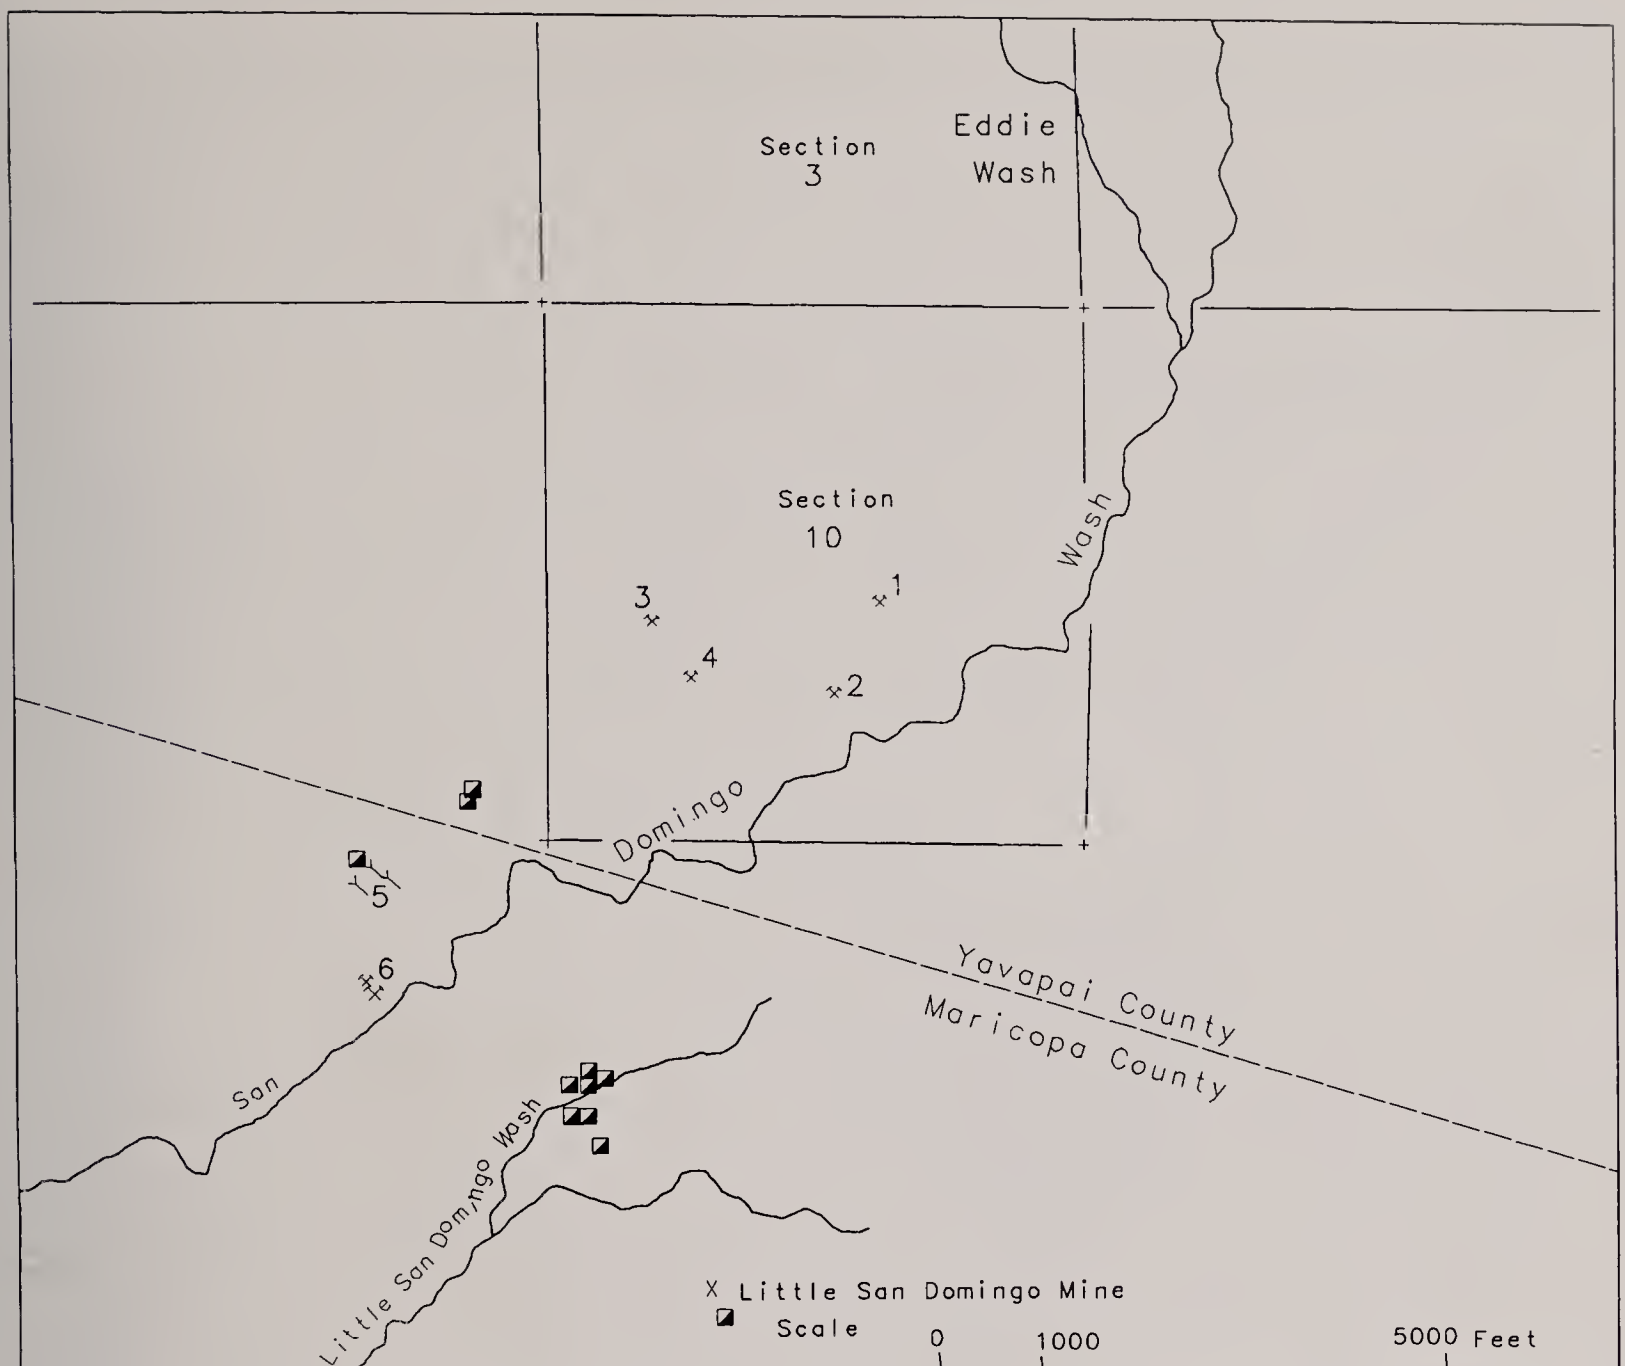 Eddie
Wash
Section
3
Section
10
Wash
1
3
4
2
Domingo
5
6
Yavapai County
Maricopa County
San
Little San Domingo Wash
X Little San Domingo Mine
Scale
0 1000 5000 Feet